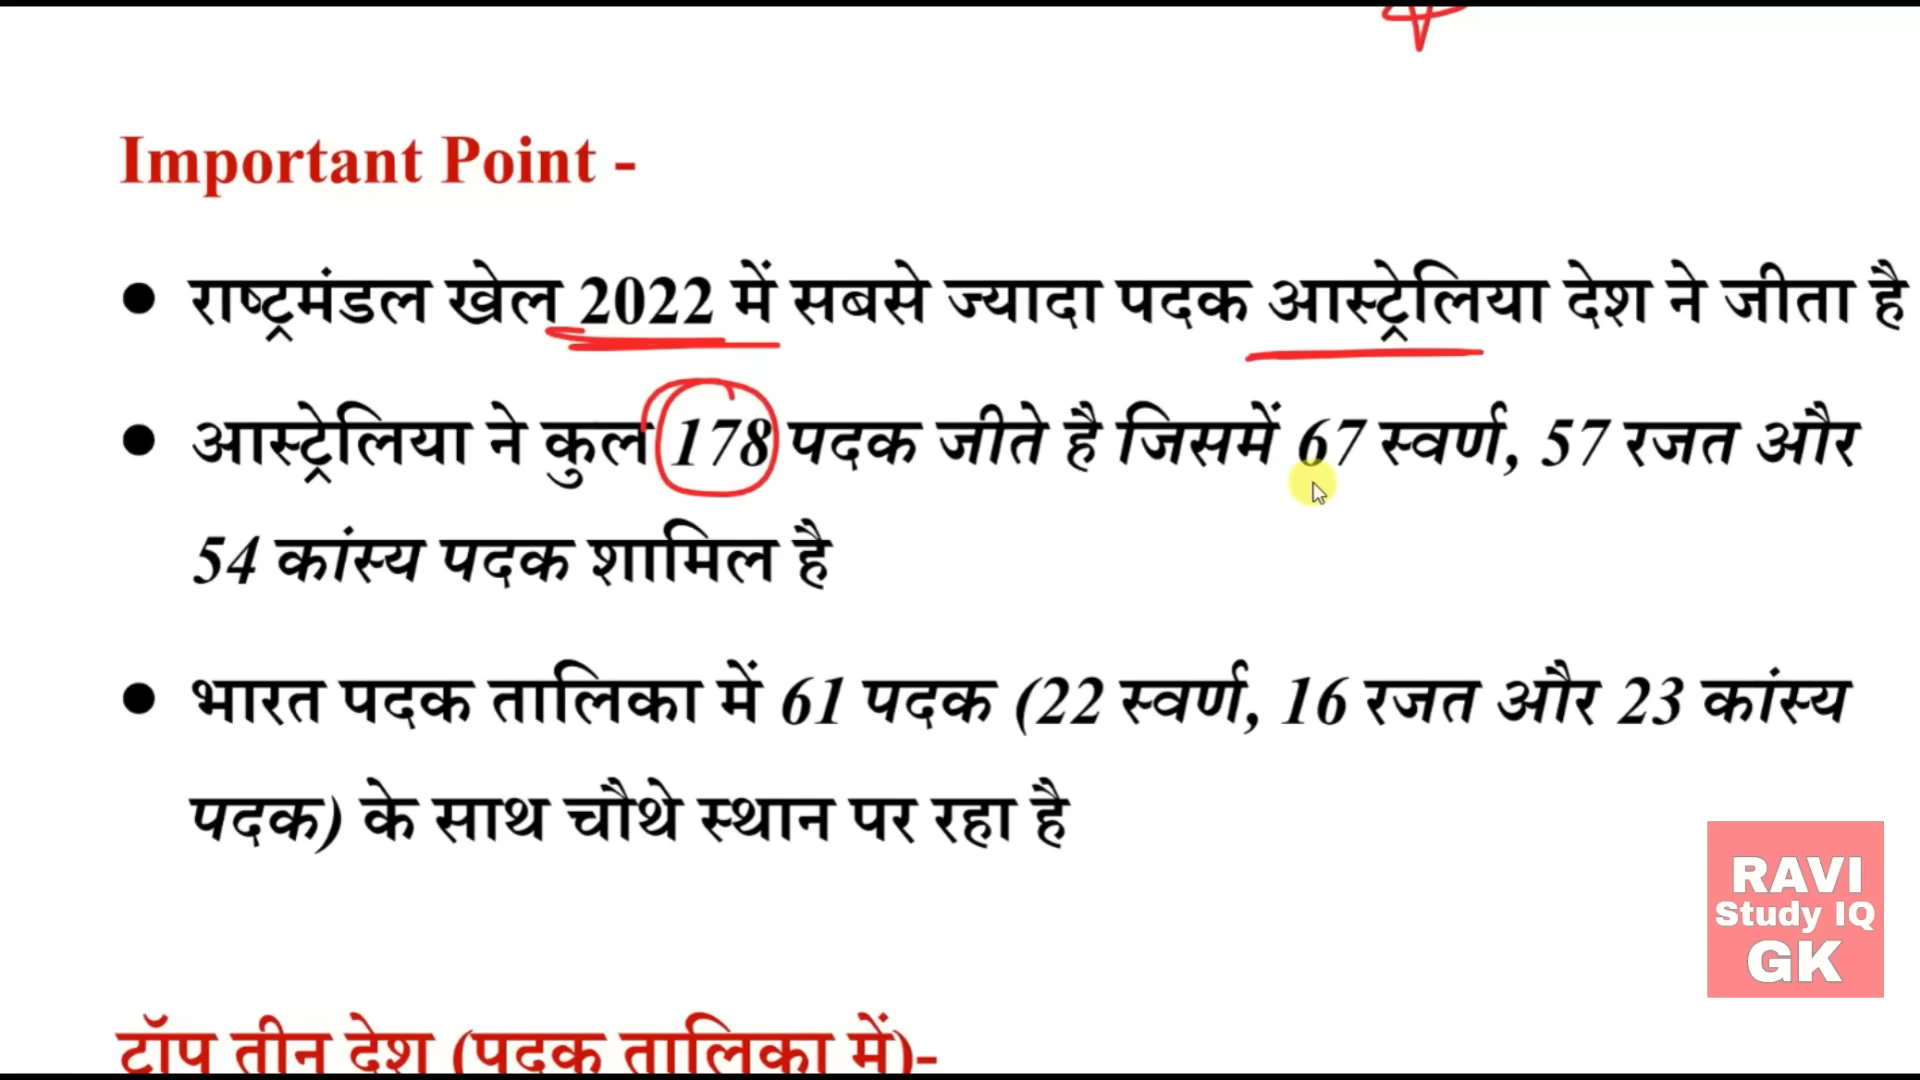 Important Point -
● राष्ट्रमंडल खेल 2022 में सबसे ज्यादा पदक आस्ट्रेलिया देश ने जीता है
● आस्ट्रेलिया ने कुल 178 पदक जीते है जिसमें 67 स्वर्ण, 57 रजत और
54 कांस्य पदक शामिल है
● भारत पदक तालिका में 61 पदक (22 स्वर्ण, 16 रजत और 23 कांस्य
पदक) के साथ चौथे स्थान पर रहा है
RAVI
Study IQ
GK
टॉप तीन देश (पदक तालिका में)-